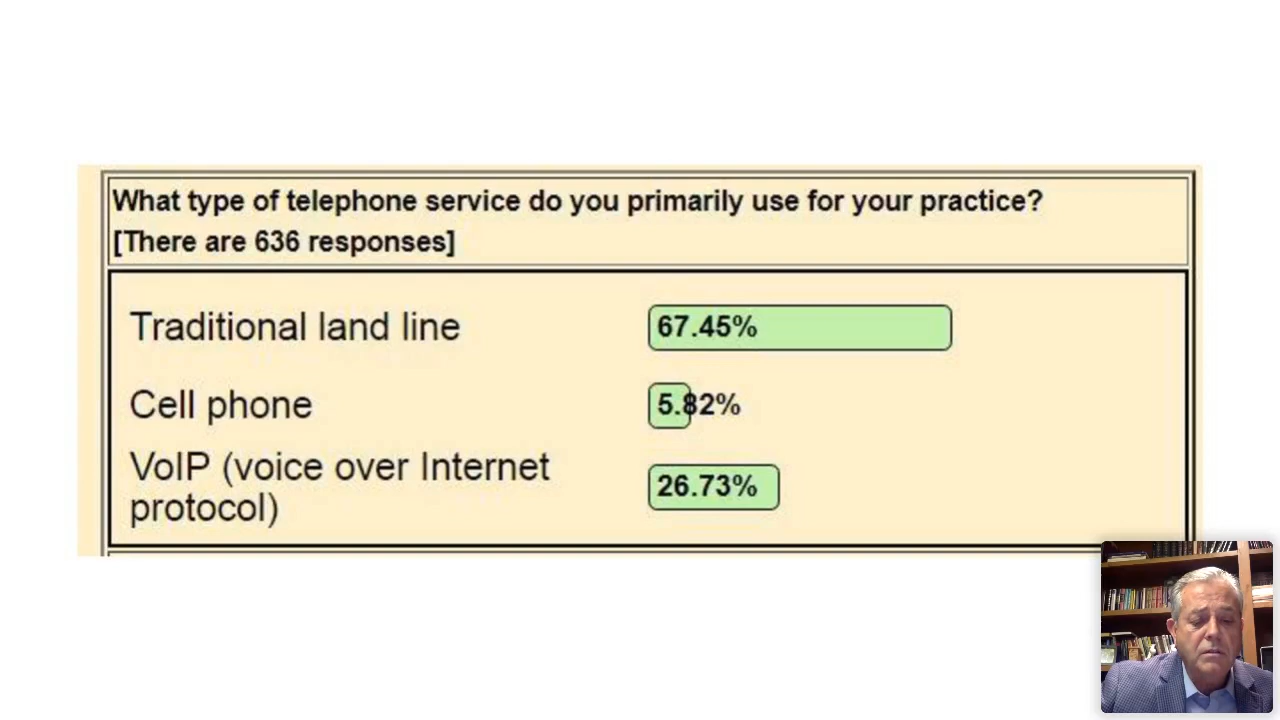 What type of telephone service do you primarily use for your practice?
[There are 636 responses]
Traditional land line
67.45%
Cell phone
5.82%
VoIP (voice over Internet
protocol)
26.73%